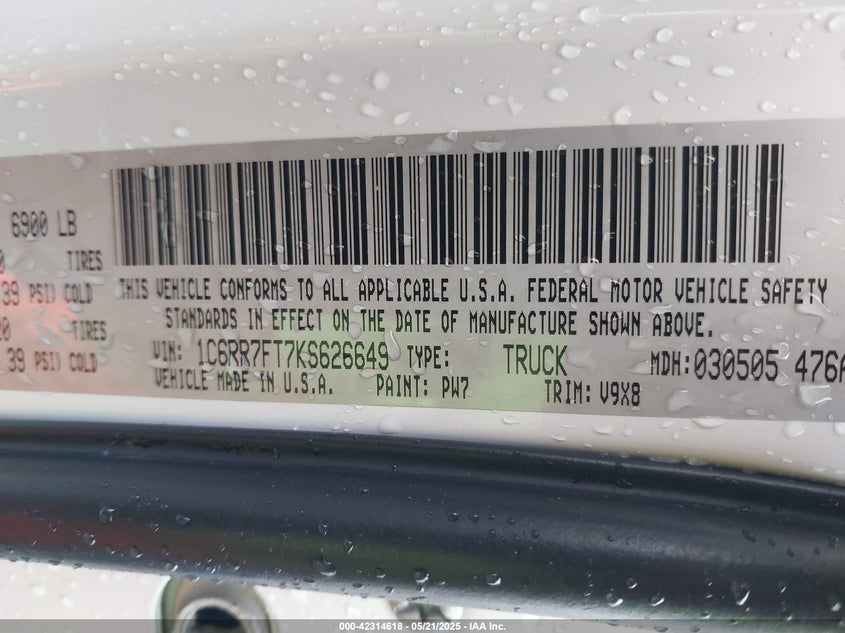 6900 LB
TIRES
39 PSI) COLD
TIRES
39 PSI) COLD
THIS VEHICLE CONFORMS TO ALL APPLICABLE U.S.A. FEDERAL MOTOR VEHICLE SAFETY
STANDARDS IN EFFECT ON THE DATE OF MANUFACTURE SHOWN ABOVE.
VIN: 1C6RR7FT7KS626649 TYPE: TRUCK MDH:030505 476A
VEHICLE MADE IN U.S.A. PAINT: PW7 TRIM: V9X8
000-42314618 - 05/21/2025 - IAA Inc.